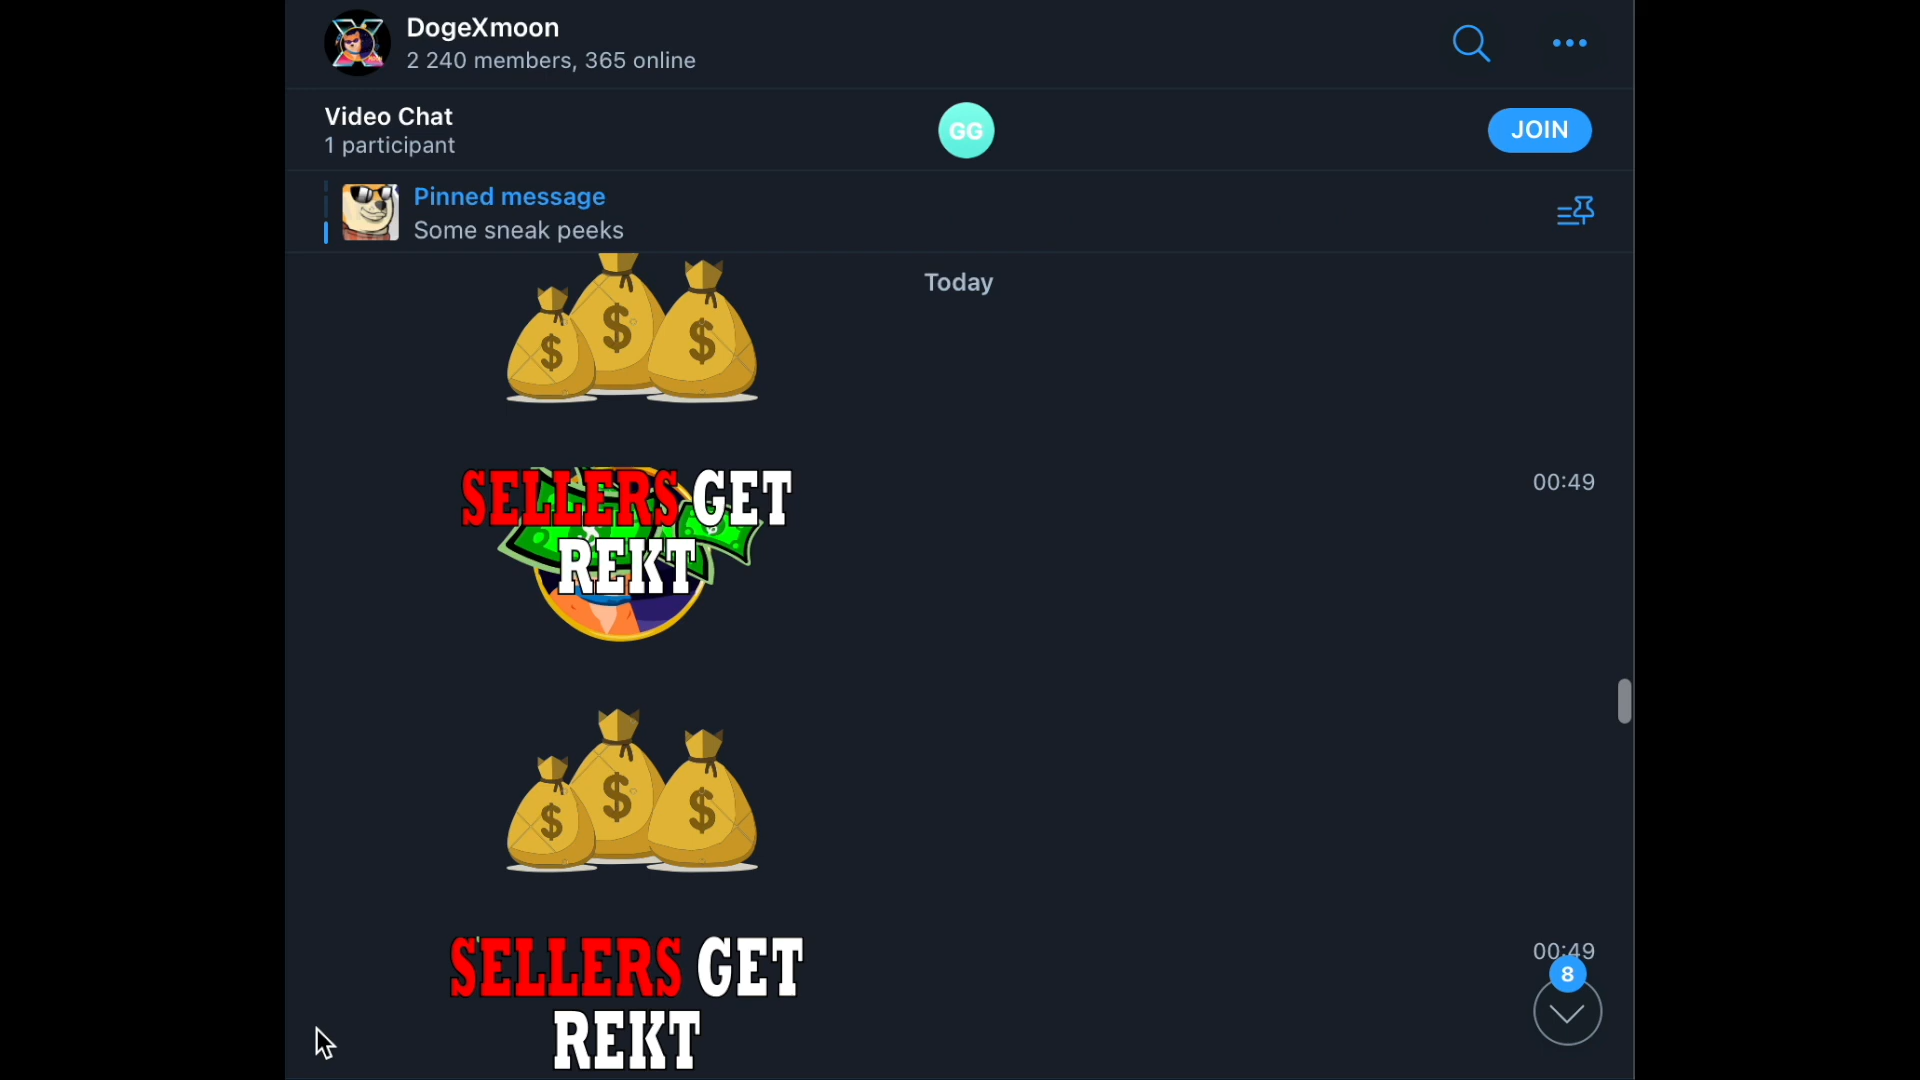 DogeXmoon
2 240 members, 365 online
Video Chat
1 participant
GG
JOIN
Pinned message
Some sneak peeks
Today
$ $ $
SELLERS GET
REKT
00:49
$ $ $
SELLERS GET
REKT
00:49
8